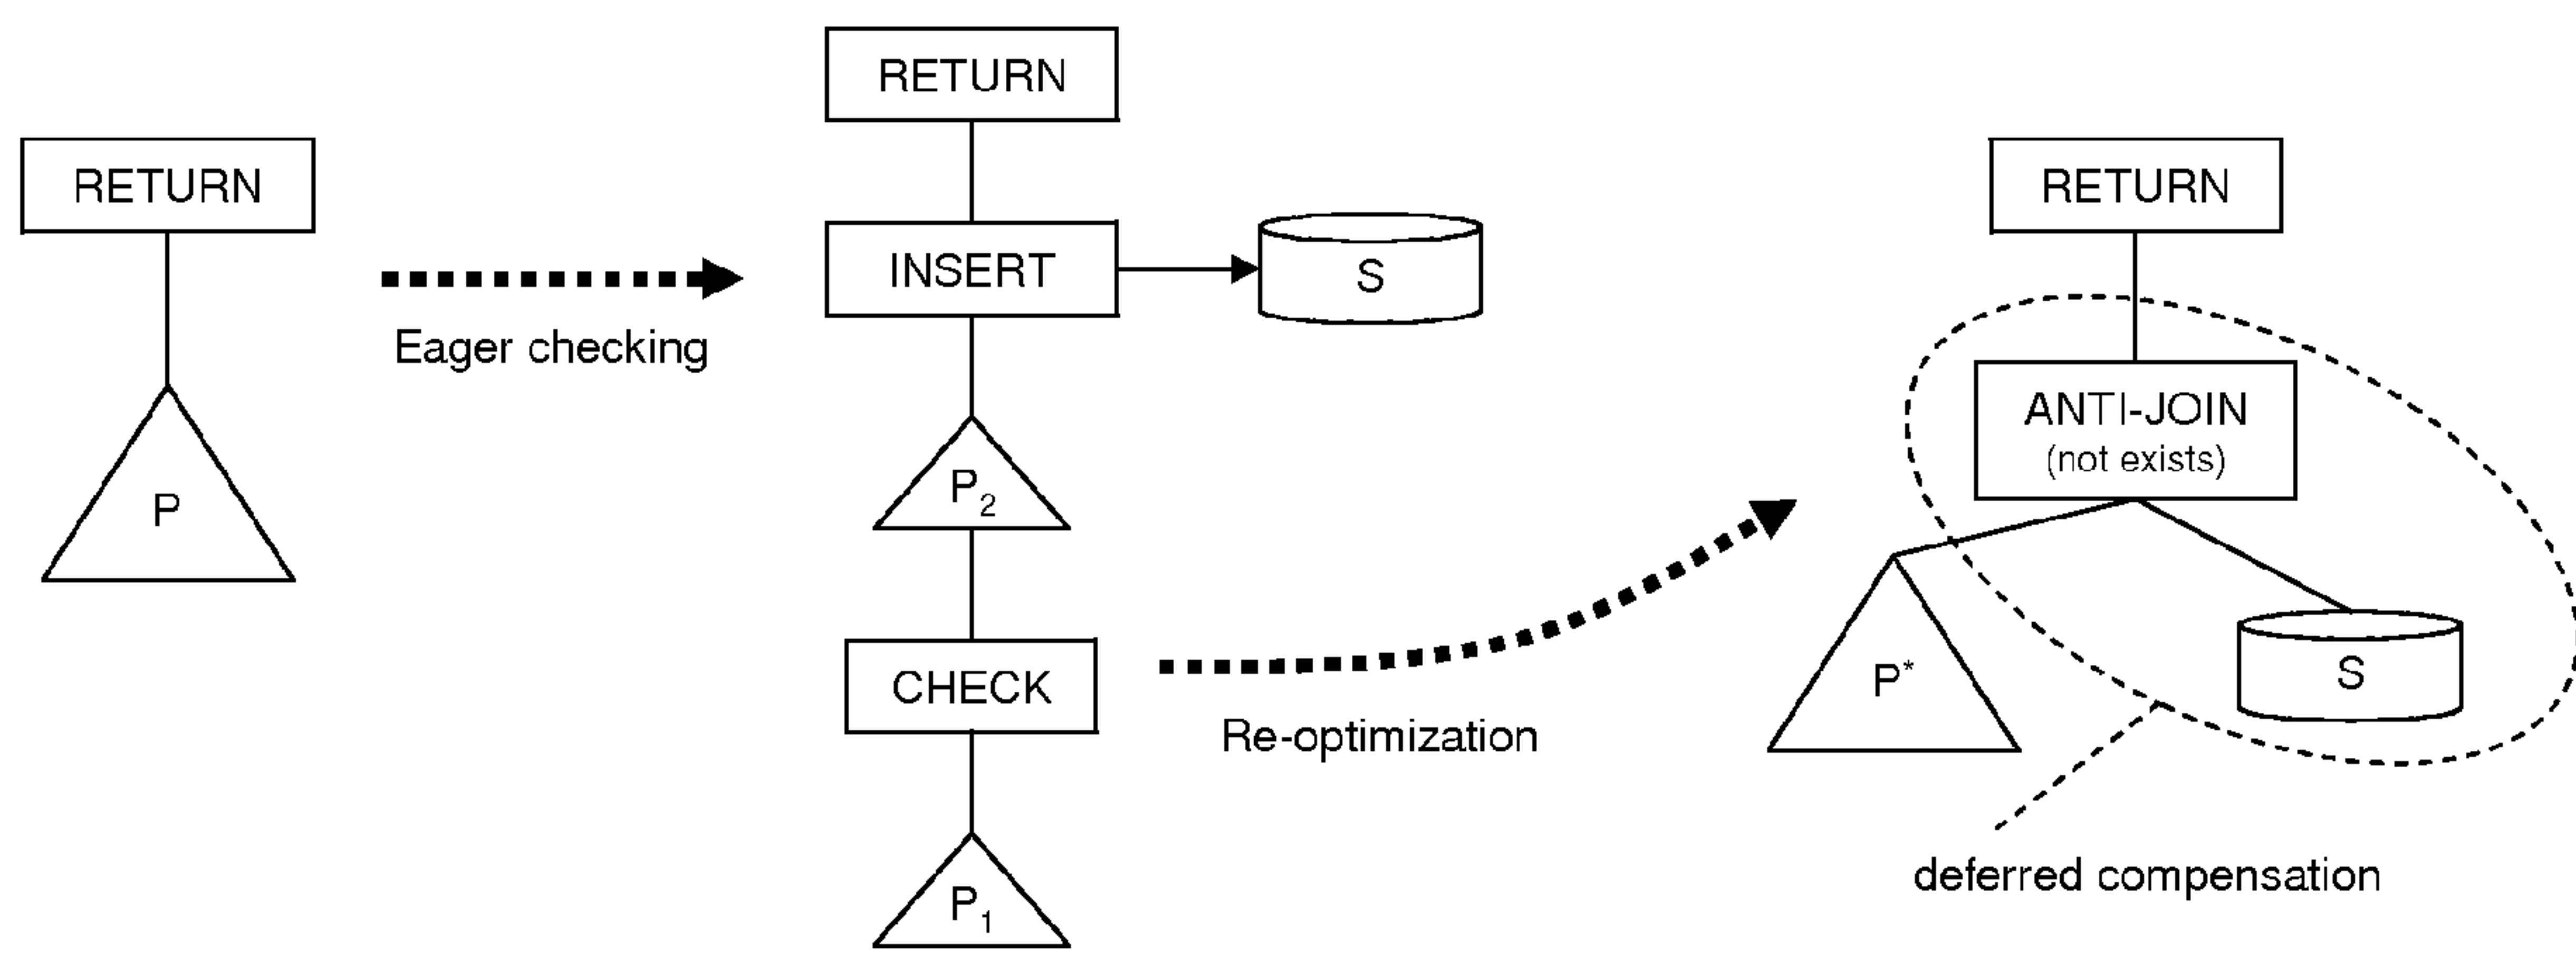 RETURN
P
Eager checking
RETURN
INSERT
S
P2
CHECK
P1
Re-optimization
RETURN
ANTI-JOIN
(not exists)
P*
S
deferred compensation